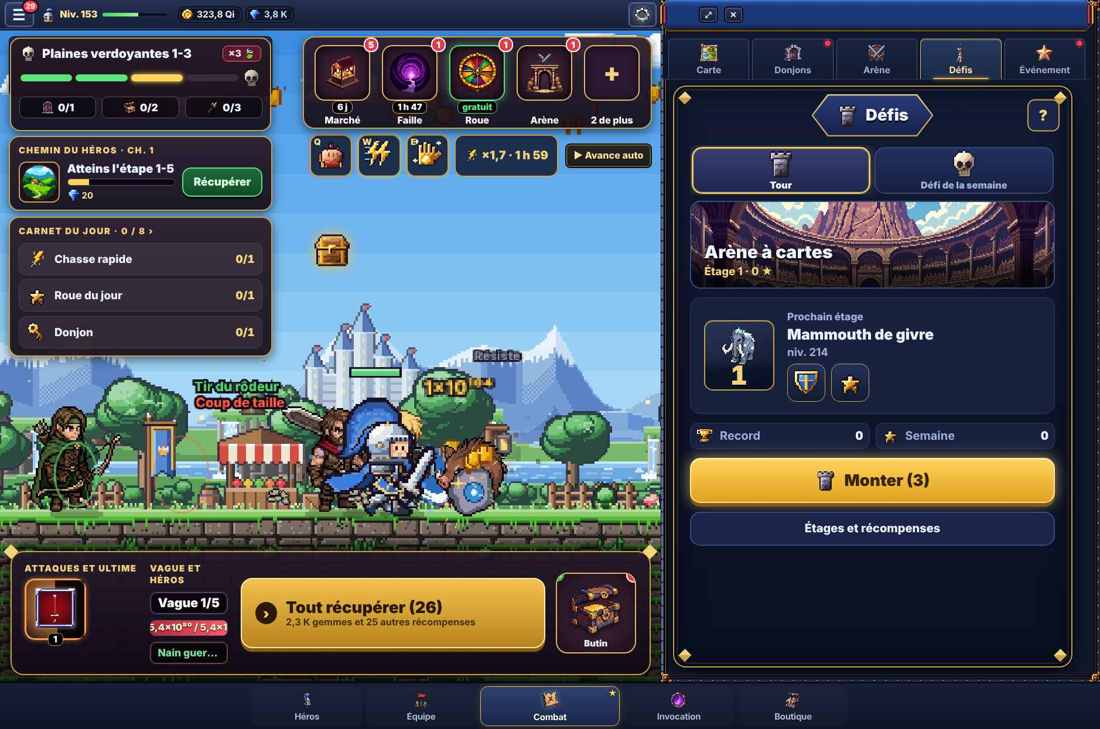 29
Niv. 153
323,8 Qi
3,8 K
Plaines verdoyantes 1-3
×3
0/1
0/2
0/3
CHEMIN DU HÉROS · CH. 1
Atteins l'étape 1-5
20
Récupérer
CARNET DU JOUR · 0 / 8 ›
Chasse rapide 0/1
Roue du jour 0/1
Donjon 0/1
5
6 j
Marché
1
1 h 47
Faille
1
gratuit
Roue
1
Arène
+
2 de plus
Q
W
E
×1,7 · 1 h 59
Avance auto
Résiste
Tir du rôdeur
Coup de taille
ATTAQUES ET ULTIME
1
VAGUE ET HÉROS
Vague 1/5
Nain guer...
Tout récupérer (26)
2,3 K gemmes et 25 autres récompenses
Butin
Héros
Équipe
Combat
Invocation
Boutique
Carte
Donjons
Arène
Défis
Événement
Défis
?
Tour
Défi de la semaine
Arène à cartes
Étage 1 · 0 ★
Prochain étage
Mammouth de givre
niv. 214
1
Record 0
Semaine 0
Monter (3)
Étages et récompenses